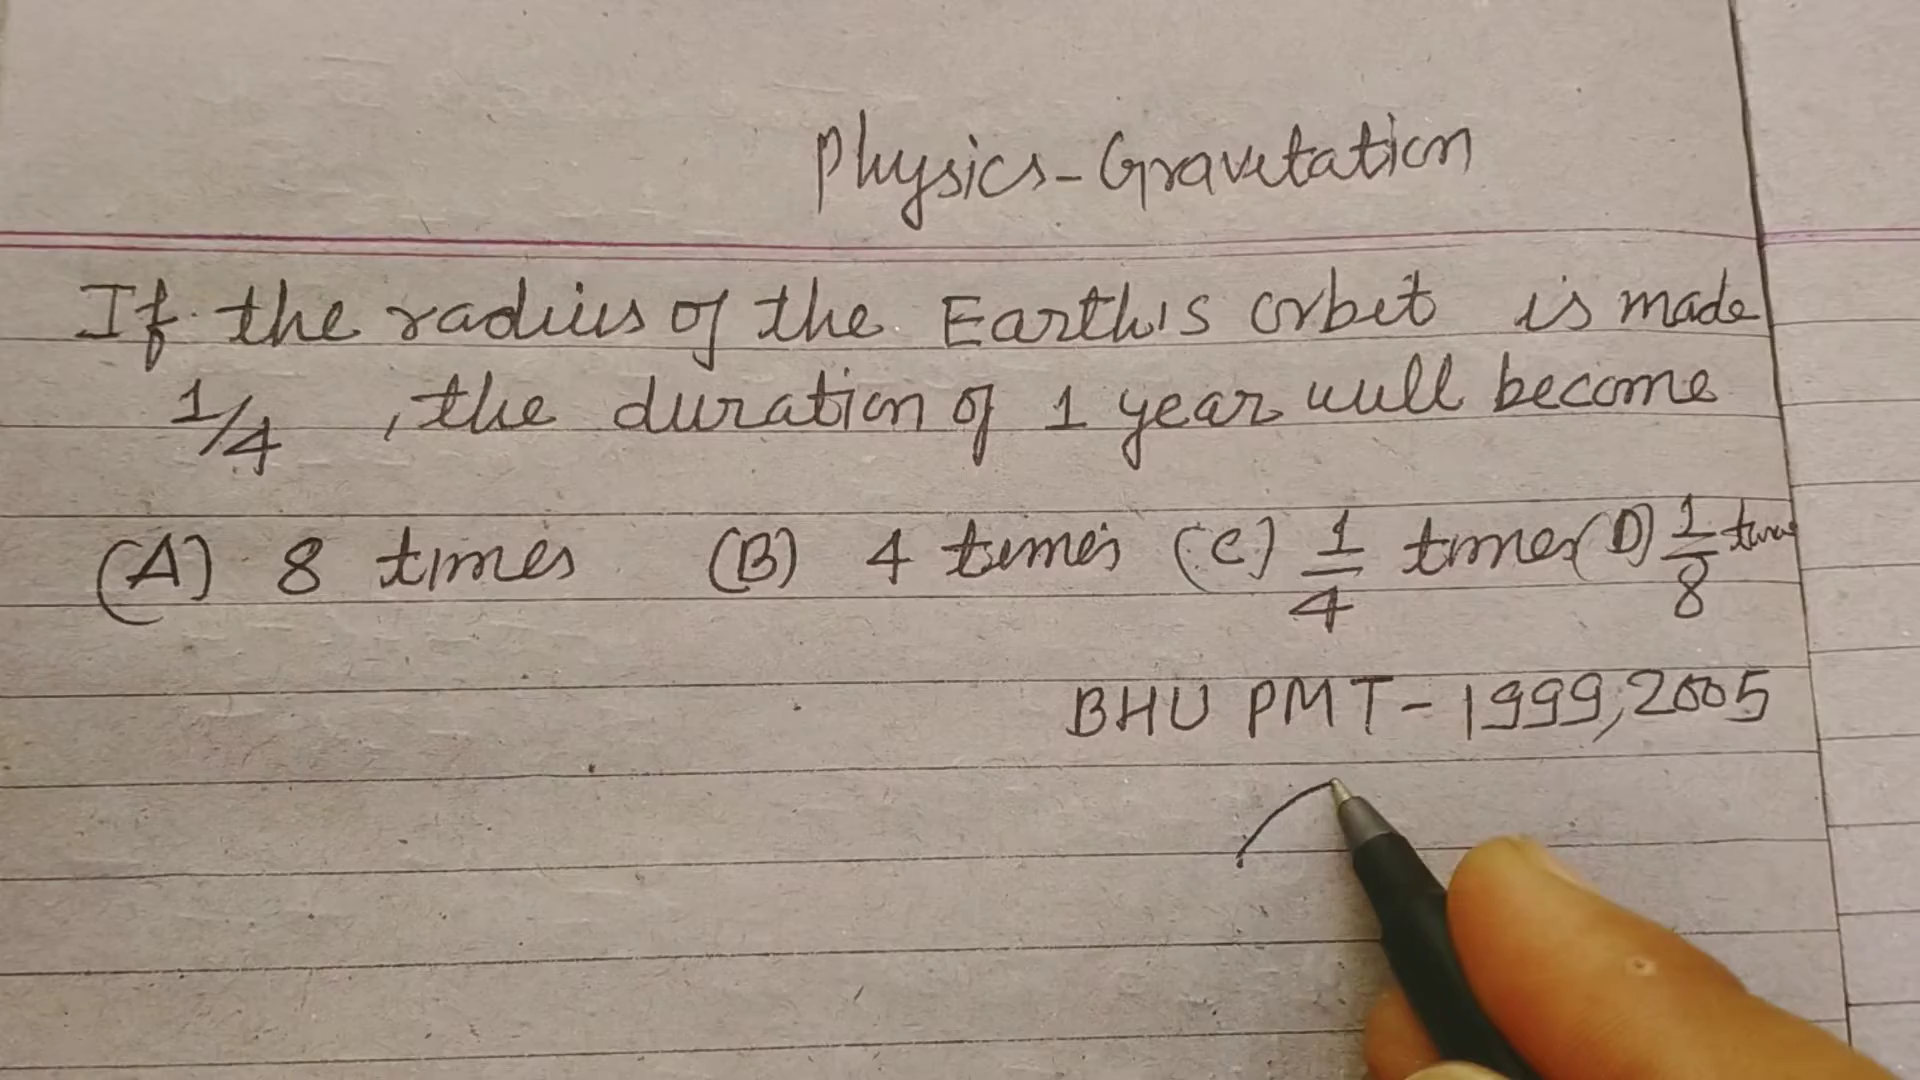 Physics-Gravitation
If the radius of the Earth's orbit is made
1/4 , the duration of 1 year will become
(A) 8 times (B) 4 times (C) 1/4 times (D) 1/8 times
BHU PMT-1999,2005